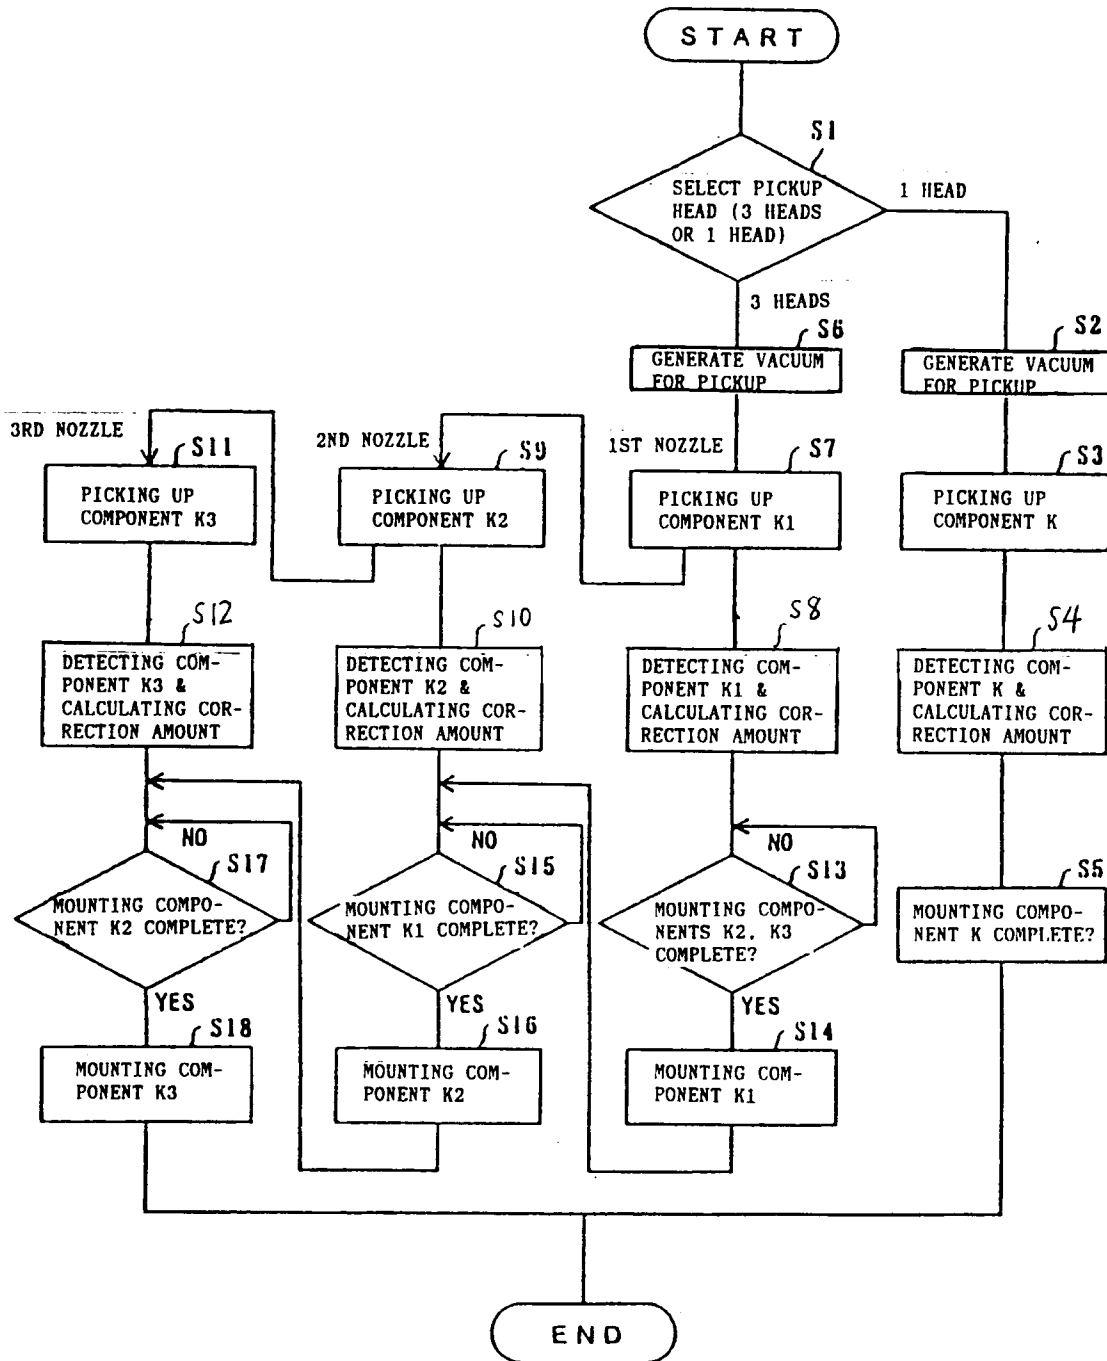 START
S1
SELECT PICKUP
HEAD (3 HEADS
OR 1 HEAD)
1 HEAD
3 HEADS
S6
GENERATE VACUUM
FOR PICKUP
S2
GENERATE VACUUM
FOR PICKUP
3RD NOZZLE
S11
PICKING UP
COMPONENT K3
2ND NOZZLE
S9
PICKING UP
COMPONENT K2
1ST NOZZLE
S7
PICKING UP
COMPONENT K1
S3
PICKING UP
COMPONENT K
S12
DETECTING COM-
PONENT K3 &
CALCULATING COR-
RECTION AMOUNT
S10
DETECTING COM-
PONENT K2 &
CALCULATING COR-
RECTION AMOUNT
S8
DETECTING COM-
PONENT K1 &
CALCULATING COR-
RECTION AMOUNT
S4
DETECTING COM-
PONENT K &
CALCULATING COR-
RECTION AMOUNT
NO
S17
MOUNTING COMPO-
NENT K2 COMPLETE?
YES
NO
S15
MOUNTING COMPO-
NENT K1 COMPLETE?
YES
NO
S13
MOUNTING COMPO-
NENTS K2, K3
COMPLETE?
YES
S5
MOUNTING COMPO-
NENT K COMPLETE?
S18
MOUNTING COM-
PONENT K3
S16
MOUNTING COM-
PONENT K2
S14
MOUNTING COM-
PONENT K1
END